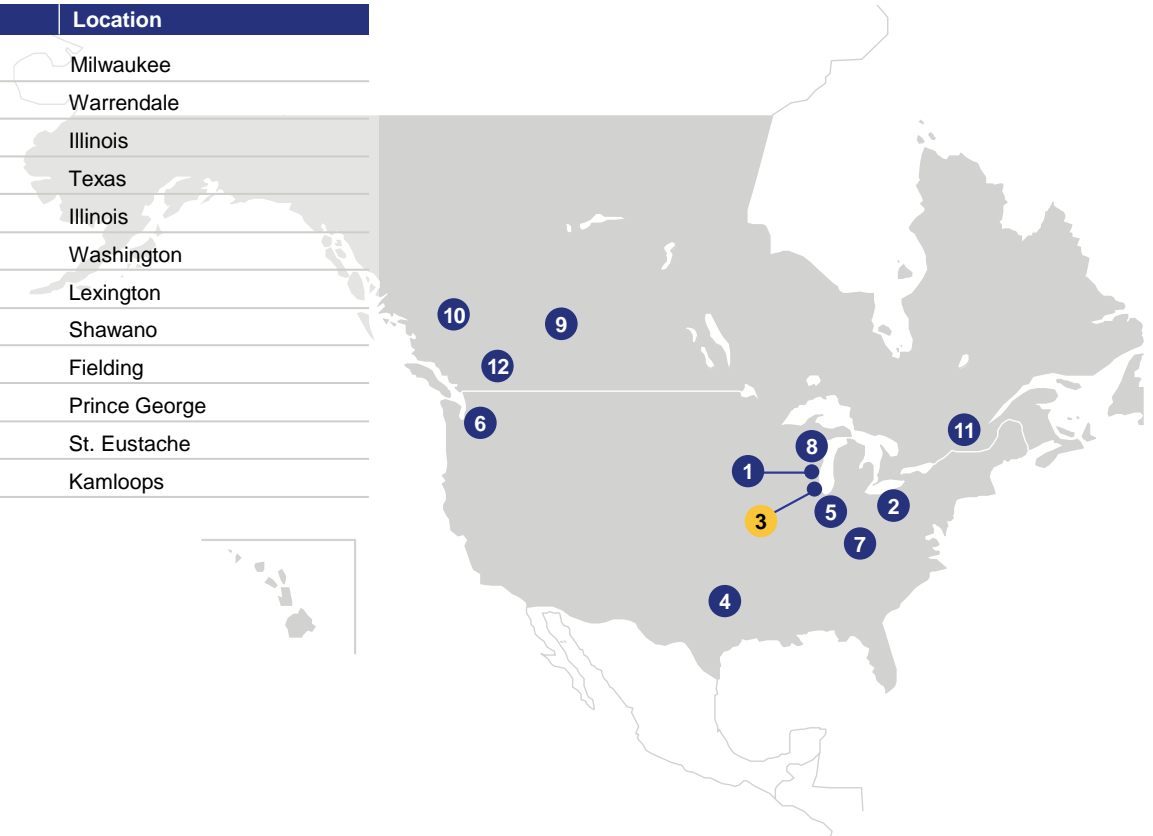 Location
Milwaukee
Warrendale
Illinois
Texas
Illinois
Washington
Lexington
Shawano
Fielding
Prince George
St. Eustache
Kamloops
10
9
12
6
11
8
1
2
5
3
7
4